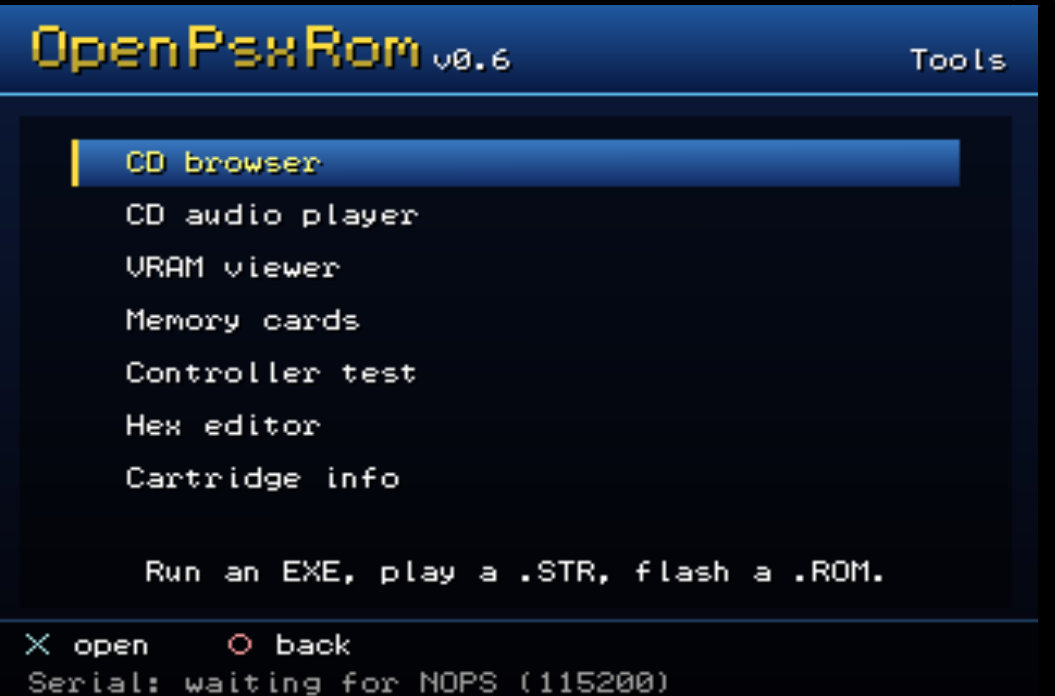 OpenPsxRom v0.6 Tools
CD browser
CD audio player
VRAM viewer
Memory cards
Controller test
Hex editor
Cartridge info
Run an EXE, play a .STR, flash a .ROM.
X open O back
Serial: waiting for NOPS (115200)